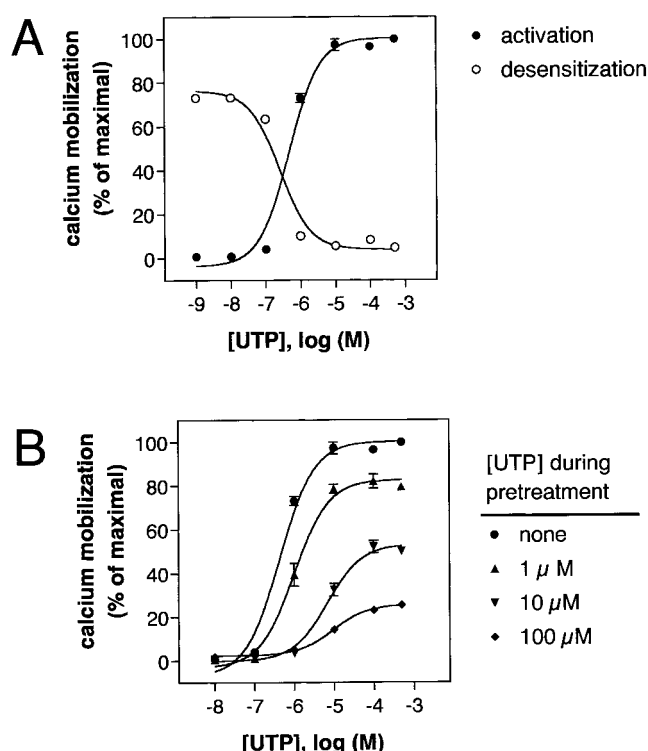 A
calcium mobilization
(% of maximal)
100
80
60
40
20
0
-9 -8 -7 -6 -5 -4 -3
[UTP], log (M)
activation
desensitization
B
calcium mobilization
(% of maximal)
100
80
60
40
20
0
-8 -7 -6 -5 -4 -3
[UTP], log (M)
[UTP] during
pretreatment
none
1 μ M
10 μM
100 μM